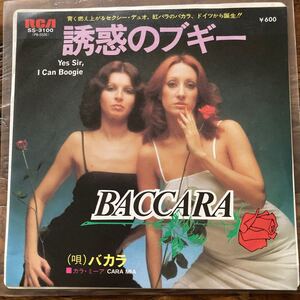 RCA
SS-3100
青く燃え上がるセクシー・デュオ、紅バラのバカラ、ドイツから誕生!!
¥600
誘惑のブギー
Yes Sir,
I Can Boogie
BACCARA
(唄)バカラ
■カラ・ミーア CARA MIA